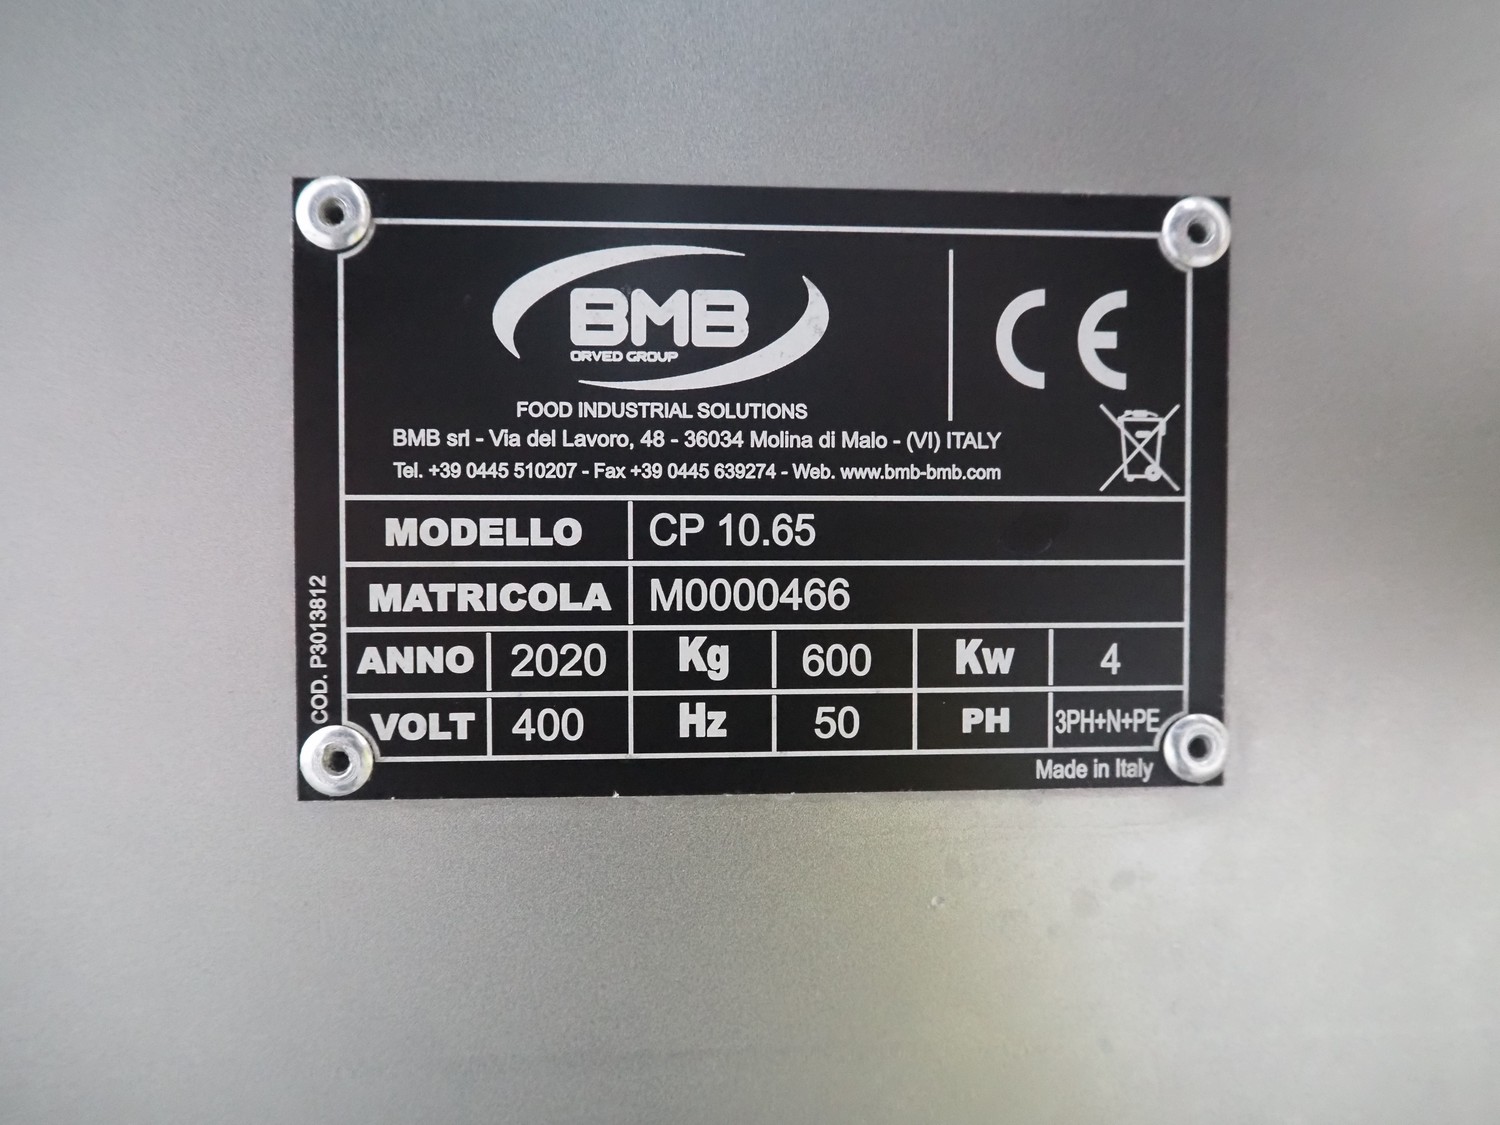 BMB
ORVED GROUP
CE
FOOD INDUSTRIAL SOLUTIONS
BMB srl - Via del Lavoro, 48 - 36034 Molina di Malo - (VI) ITALY
Tel. +39 0445 510207 - Fax +39 0445 639274 - Web. www.bmb-bmb.com
MODELLO CP 10.65
MATRICOLA M0000466
ANNO 2020 Kg 600 Kw 4
VOLT 400 Hz 50 PH 3PH+N+PE
Made in Italy
COD. P3013812